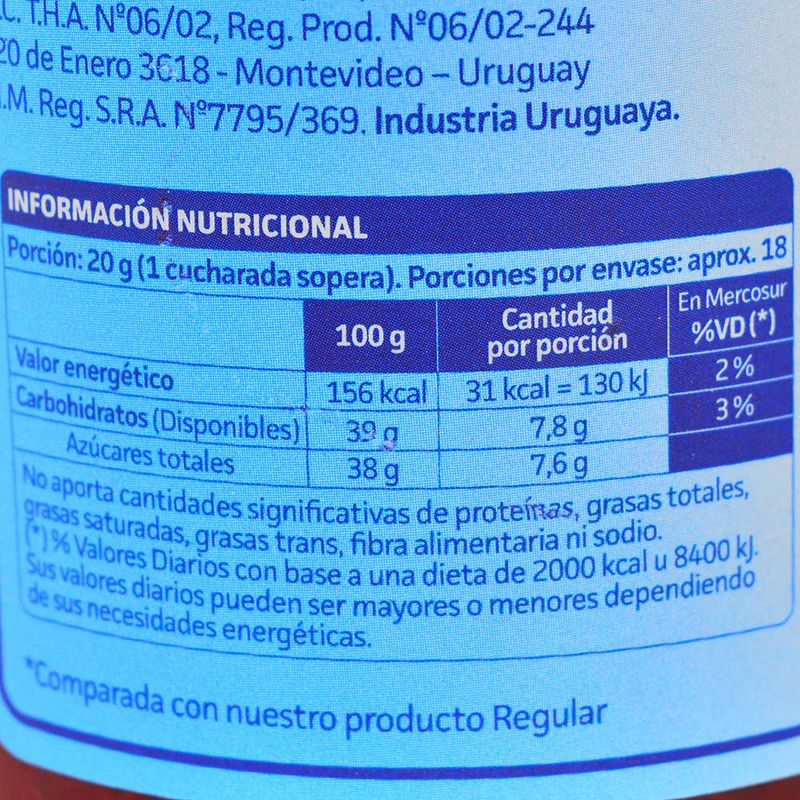 C. T.H.A. Nº06/02, Reg. Prod. Nº06/02-244
20 de Enero 3618 - Montevideo – Uruguay
.M. Reg. S.R.A. Nº7795/369. Industria Uruguaya.
INFORMACIÓN NUTRICIONAL
Porción: 20 g (1 cucharada sopera). Porciones por envase: aprox. 18
100 g Cantidad por porción En Mercosur %VD (*)
Valor energético 156 kcal 31 kcal = 130 kJ 2%
Carbohidratos (Disponibles) 39 g 7,8 g 3%
Azúcares totales 38 g 7,6 g
No aporta cantidades significativas de proteínas, grasas totales,
grasas saturadas, grasas trans, fibra alimentaria ni sodio.
(*) % Valores Diarios con base a una dieta de 2000 kcal u 8400 kJ.
Sus valores diarios pueden ser mayores o menores dependiendo
de sus necesidades energéticas.
*Comparada con nuestro producto Regular